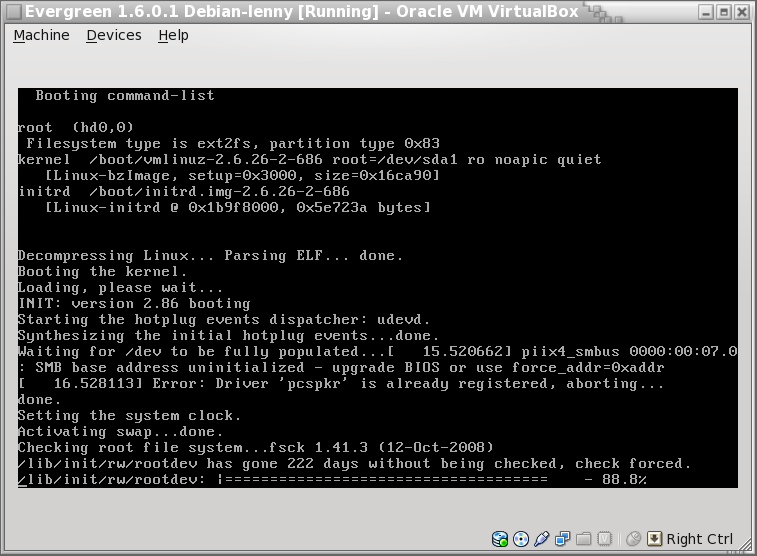 Evergreen 1.6.0.1 Debian-lenny [Running] - Oracle VM VirtualBox
Machine Devices Help
Booting command-list
root (hd0,0)
Filesystem type is ext2fs, partition type 0x83
kernel /boot/vmlinuz-2.6.26-2-686 root=/dev/sda1 ro noapic quiet
[Linux-bzImage, setup=0x3000, size=0x16ca90]
initrd /boot/initrd.img-2.6.26-2-686
[Linux-initrd @ 0x1b9f8000, 0x5e723a bytes]
Decompressing Linux... Parsing ELF... done.
Booting the kernel.
Loading, please wait...
INIT: version 2.86 booting
Starting the hotplug events dispatcher: udevd.
Synthesizing the initial hotplug events...done.
Waiting for /dev to be fully populated...[   15.520662] piix4_smbus 0000:00:07.0
: SMB base address uninitialized - upgrade BIOS or use force_addr=0xaddr
[   16.528113] Error: Driver 'pcspkr' is already registered, aborting...
done.
Setting the system clock.
Activating swap...done.
Checking root file system...fsck 1.41.3 (12-Oct-2008)
/lib/init/rw/rootdev has gone 222 days without being checked, check forced.
/lib/init/rw/rootdev: |==================================== - 88.8%
Right Ctrl